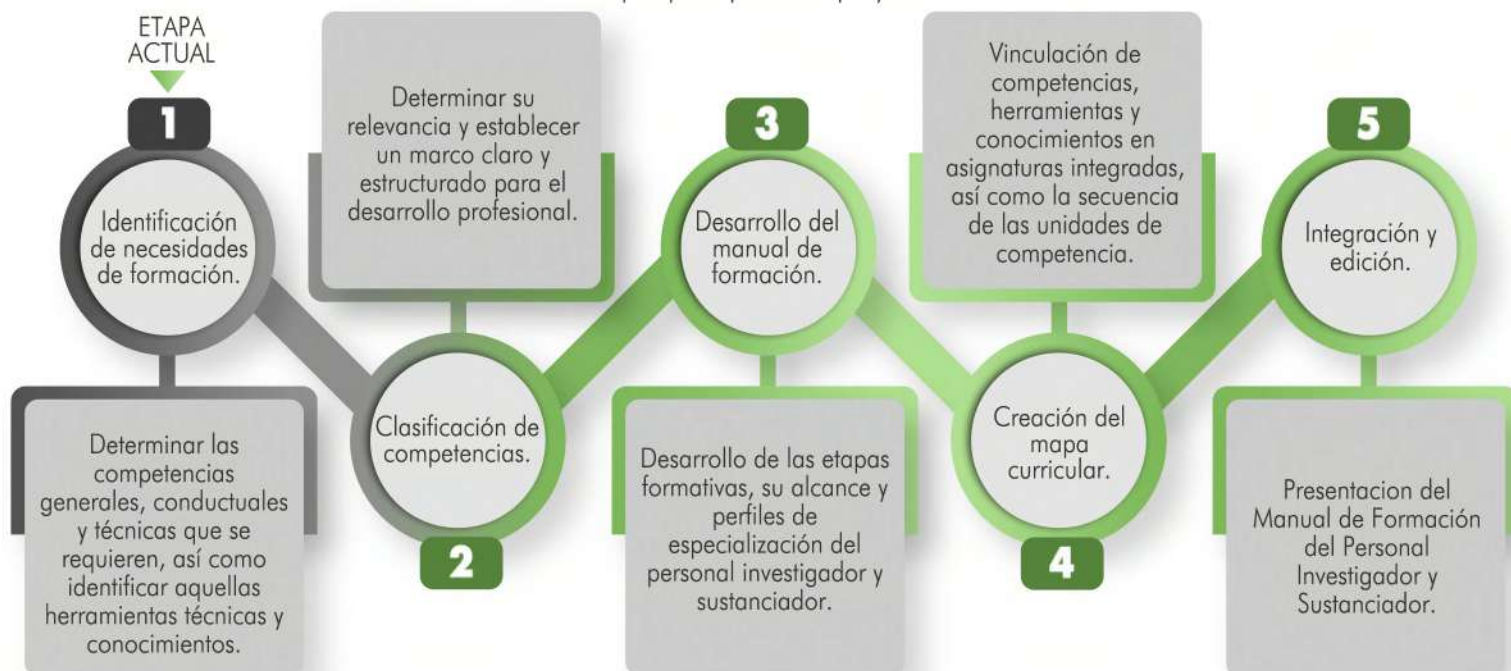 ETAPA
ACTUAL
1
Identificación
de necesidades
de formación.
Determinar las
competencias
generales, conductuales
y técnicas que se
requieren, así como
identificar aquellas
herramientas técnicas y
conocimientos.
Determinar su
relevancia y establecer
un marco claro y
estructurado para el
desarrollo profesional.
Clasificación de
competencias.
2
3
Desarrollo del
manual de
formación.
Desarrollo de las etapas
formativas, su alcance y
perfiles de
especialización del
personal investigador y
sustanciador.
Vinculación de
competencias,
herramientas y
conocimientos en
asignaturas integradas,
así como la secuencia
de las unidades de
competencia.
Creación del
mapa
curricular.
4
5
Integración y
edición.
Presentacion del
Manual de Formación
del Personal
Investigador y
Sustanciador.